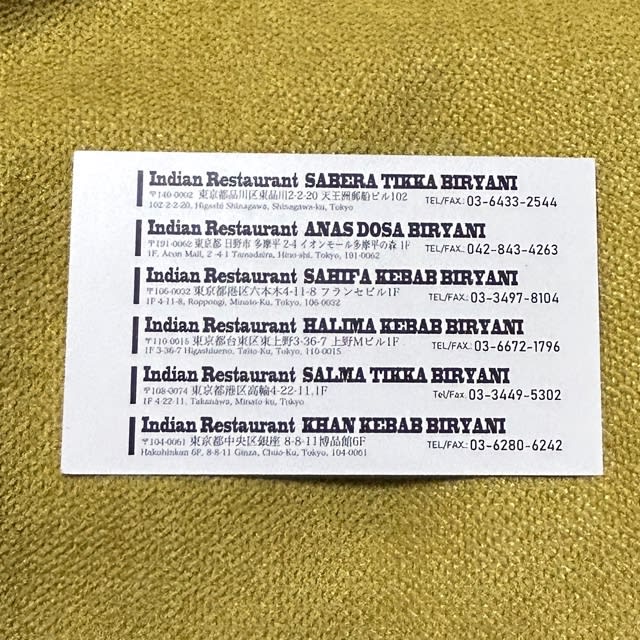 Indian Restaurant SABERA TIKKA BIRYANI
〒140-0002 東京都品川区東品川2-2-20 天王洲郵船ビル102 TEL/FAX.:03-6433-2544
102 2-2-20, Higashi Shinagawa, Shinagawa-ku, Tokyo
Indian Restaurant ANAS DOSA BIRYANI
〒191-0062 東京都 日野市 多摩平 2-4 イオンモール多摩平の森 1F TEL/FAX.: 042-843-4263
1F, Aeon Mall, 2-4-1 Tamadaira, Hino-shi, Tokyo, 191-0062
Indian Restaurant SAHIFA KEBAB BIRYANI
〒106-0032 東京都港区六本木4-11-8 フランセビル1F TEL/FAX.: 03-3497-8104
1F 4-11-8, Roppongi, Minato-Ku, Tokyo, 106-0032
Indian Restaurant HALIMA KEBAB BIRYANI
〒110-0015 東京都台東区東上野3-36-7 上野Mビル1F TEL/FAX.: 03-6672-1796
1F 3-36-7 Higashiueno, Taito-Ku, Tokyo, 110-0015
Indian Restaurant SALMA TIKKA BIRYANI
〒108-0074 東京都港区高輪4-22-11,1F Tel/Fax. 03-3449-5302
1F 4-22-11, Takanawa, Minato-ku, Tokyo
Indian Restaurant KHAN KEBAB BIRYANI
〒104-0061 東京都中央区銀座 8-8-11博品館6F TEL/FAX.: 03-6280-6242
Hakuhinkan 6F, 8-8-11 Ginza, Chuo-Ku, Tokyo, 104-0061